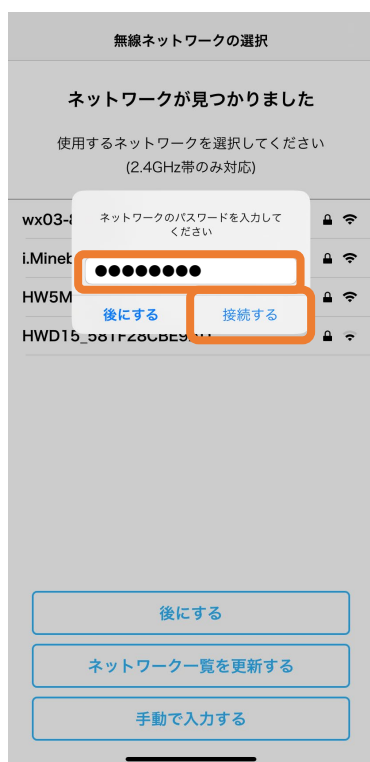 無線ネットワークの選択
ネットワークが見つかりました
使用するネットワークを選択してください
(2.4GHz帯のみ対応)
wx03-
ネットワークのパスワードを入力して
ください
i.Mineb
●●●●●●●●
HW5M
後にする
接続する
HWD15_581F28CBE9
後にする
ネットワーク一覧を更新する
手動で入力する